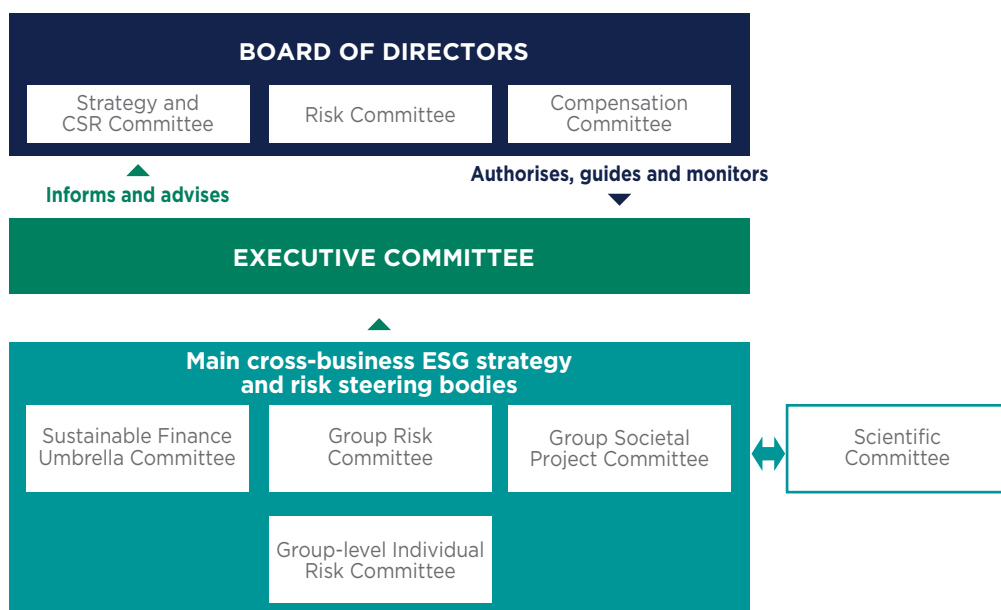 BOARD OF DIRECTORS
Strategy and
CSR Committee
Risk Committee
Compensation
Committee
Informs and advises
Authorises, guides and monitors
EXECUTIVE COMMITTEE
Main cross-business ESG strategy
and risk steering bodies
Sustainable Finance
Umbrella Committee
Group Risk
Committee
Group Societal
Project Committee
Scientific
Committee
Group-level Individual
Risk Committee